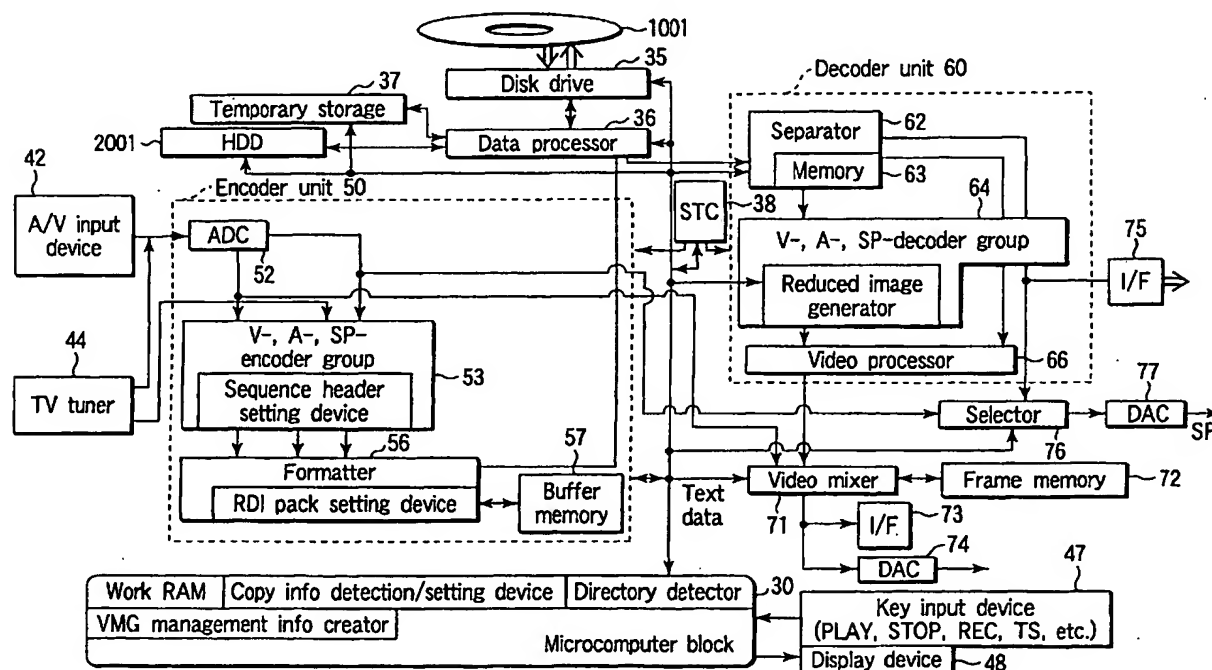 1001
35
Disk drive
Decoder unit 60
37
Temporary storage
36
2001
HDD
Data processor
Separator
62
Memory
63
42
A/V input
device
Encoder unit 50
ADC
52
STC
38
64
V-, A-, SP-decoder group
Reduced image
generator
75
I/F
V-, A-, SP-
encoder group
Sequence header
setting device
53
44
TV tuner
Video processor
66
77
Selector
76
DAC
SP
56
Formatter
RDI pack setting device
57
Buffer
memory
Text
data
Video mixer
71
Frame memory
72
73
I/F
74
DAC
Work RAM
Copy info detection/setting device
Directory detector
30
VMG management info creator
Microcomputer block
47
Key input device
(PLAY, STOP, REC, TS, etc.)
Display device
48